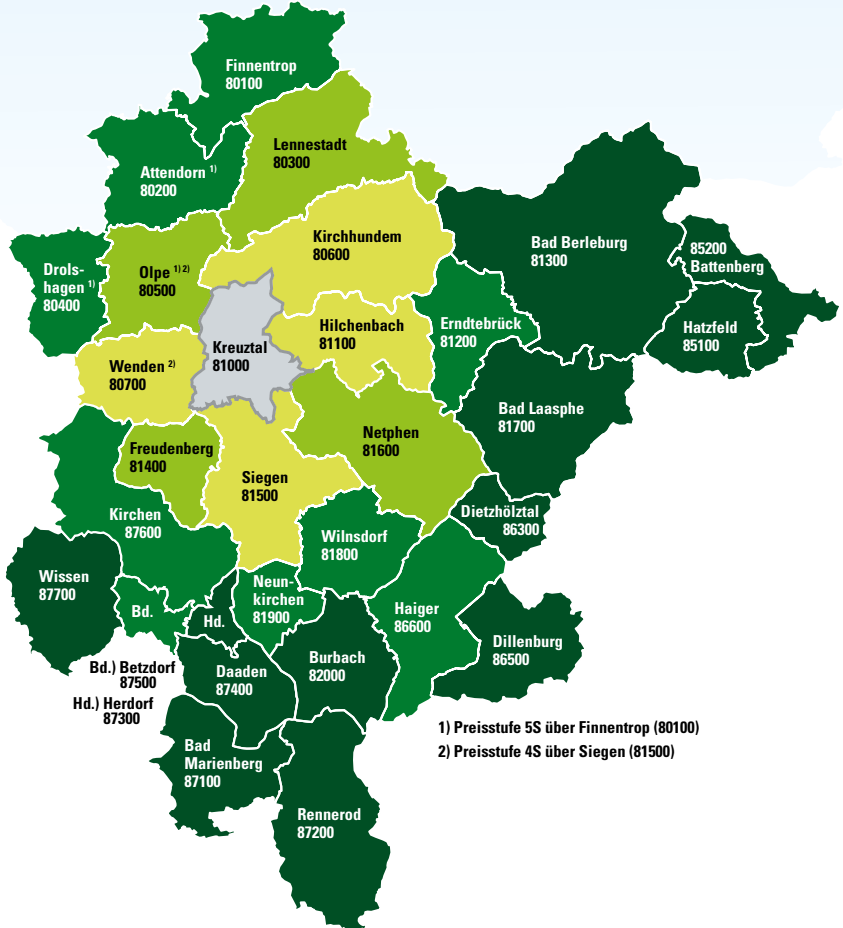 Finnentrop
80100
Lennestadt
80300
Attendorn 1)
80200
Kirchhundem
80600
Bad Berleburg
81300
85200
Battenberg
Drols-
hagen 1)
80400
Olpe 1) 2)
80500
Hatzfeld
85100
Hilchenbach
81100
Erndtebrück
81200
Kreuztal
81000
Wenden 2)
80700
Bad Laasphe
81700
Netphen
81600
Freudenberg
81400
Siegen
81500
Dietzhölztal
86300
Kirchen
87600
Wilnsdorf
81800
Wissen
87700
Neun-
kirchen
81900
Haiger
86600
Bd.
Hd.
Dillenburg
86500
Burbach
82000
Bd.) Betzdorf
87500
Daaden
87400
Hd.) Herdorf
87300
1) Preisstufe 5S über Finnentrop (80100)
2) Preisstufe 4S über Siegen (81500)
Bad
Marienberg
87100
Rennerod
87200